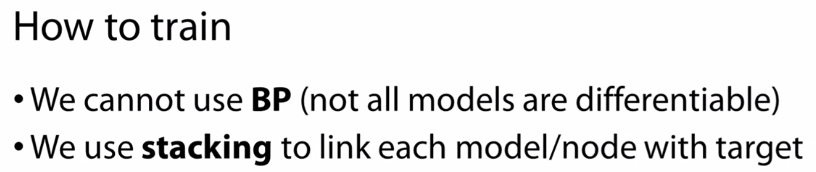 How to train
• We cannot use BP (not all models are differentiable)
• We use stacking to link each model/node with target